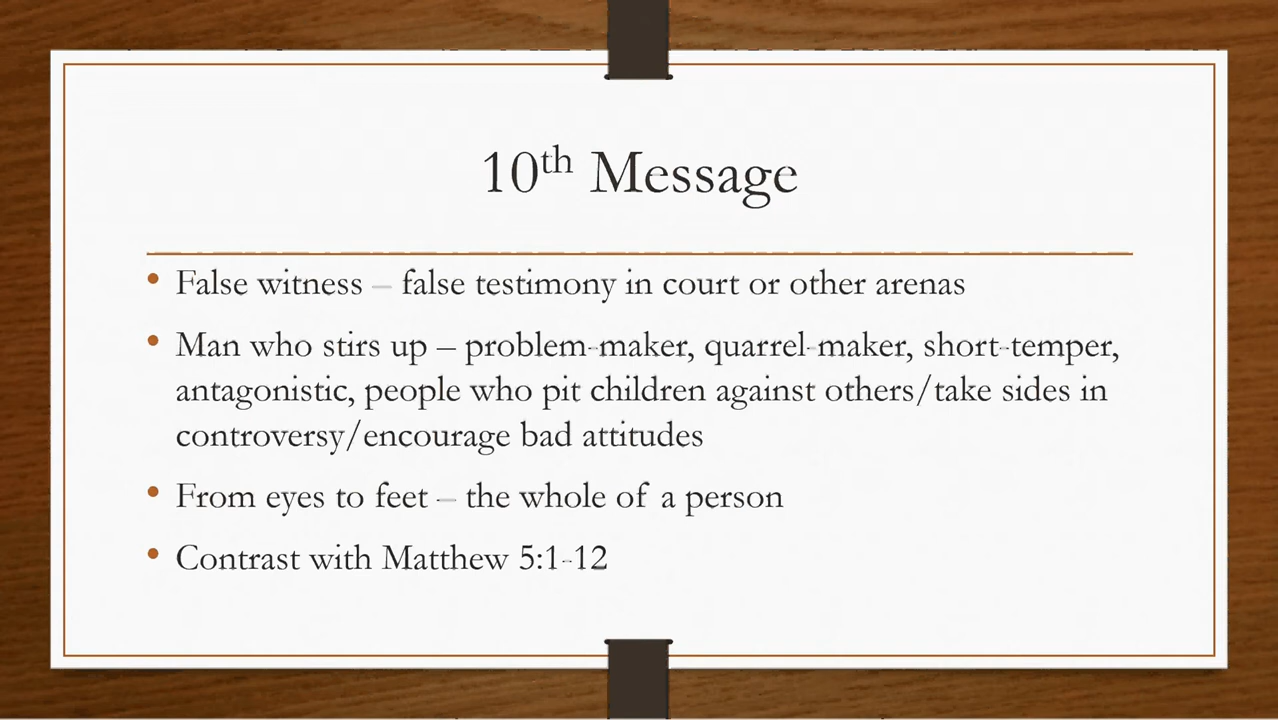 10th Message
• False witness – false testimony in court or other arenas
• Man who stirs up – problem-maker, quarrel-maker, short-temper,
antagonistic, people who pit children against others/take sides in
controversy/encourage bad attitudes
• From eyes to feet – the whole of a person
• Contrast with Matthew 5:1-12